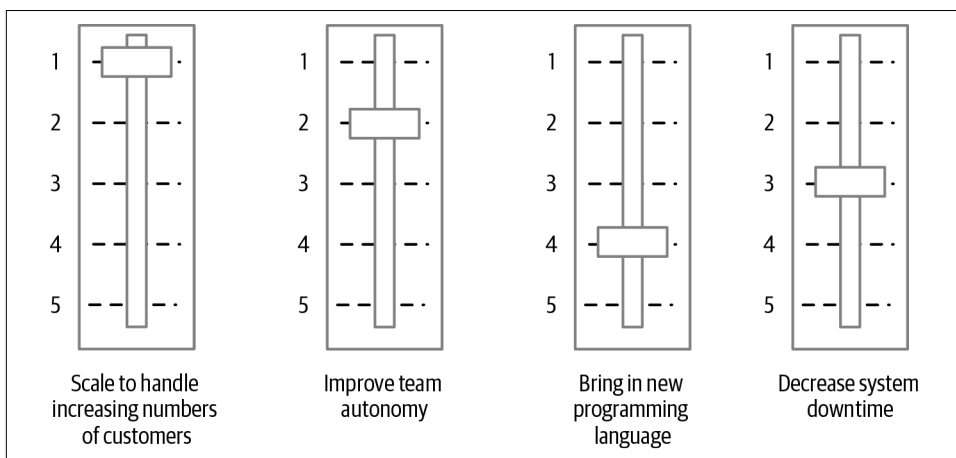 1
2
3
4
5
Scale to handle
increasing numbers
of customers
1
2
3
4
5
Improve team
autonomy
1
2
3
4
5
Bring in new
programming
language
1
2
3
4
5
Decrease system
downtime